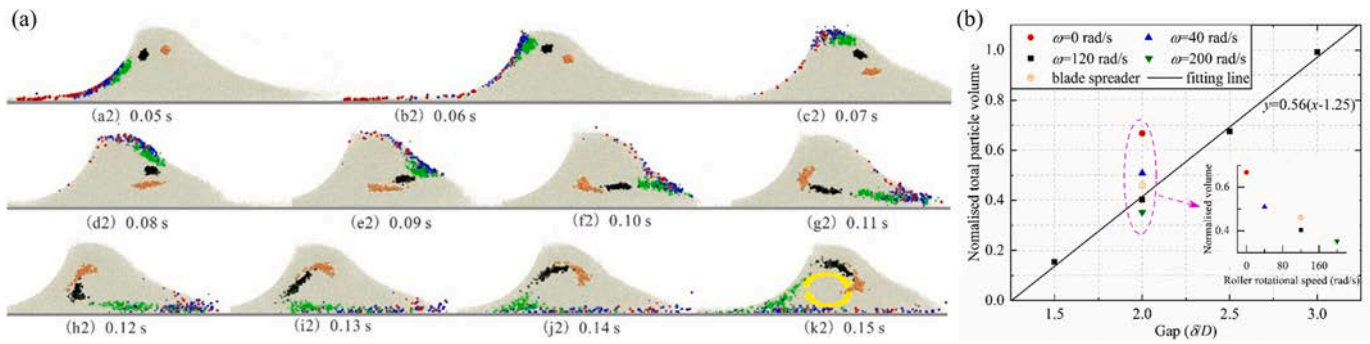 (a)
(a2) 0.05 s
(b2) 0.06 s
(c2) 0.07 s
(d2) 0.08 s
(e2) 0.09 s
(f2) 0.10 s
(g2) 0.11 s
(h2) 0.12 s
(i2) 0.13 s
(j2) 0.14 s
(k2) 0.15 s
(b)
Nomalised total particle volume
1.0
0.8
0.6
0.4
0.2
0.0
ω=0 rad/s
ω=40 rad/s
ω=120 rad/s
ω=200 rad/s
blade spreader
fitting line
y=0.56(x-1.25)
Normalised volume
0.6
0.4
0 80 160
Roller rotational speed (rad/s)
1.5 2.0 2.5 3.0
Gap (δ/D)